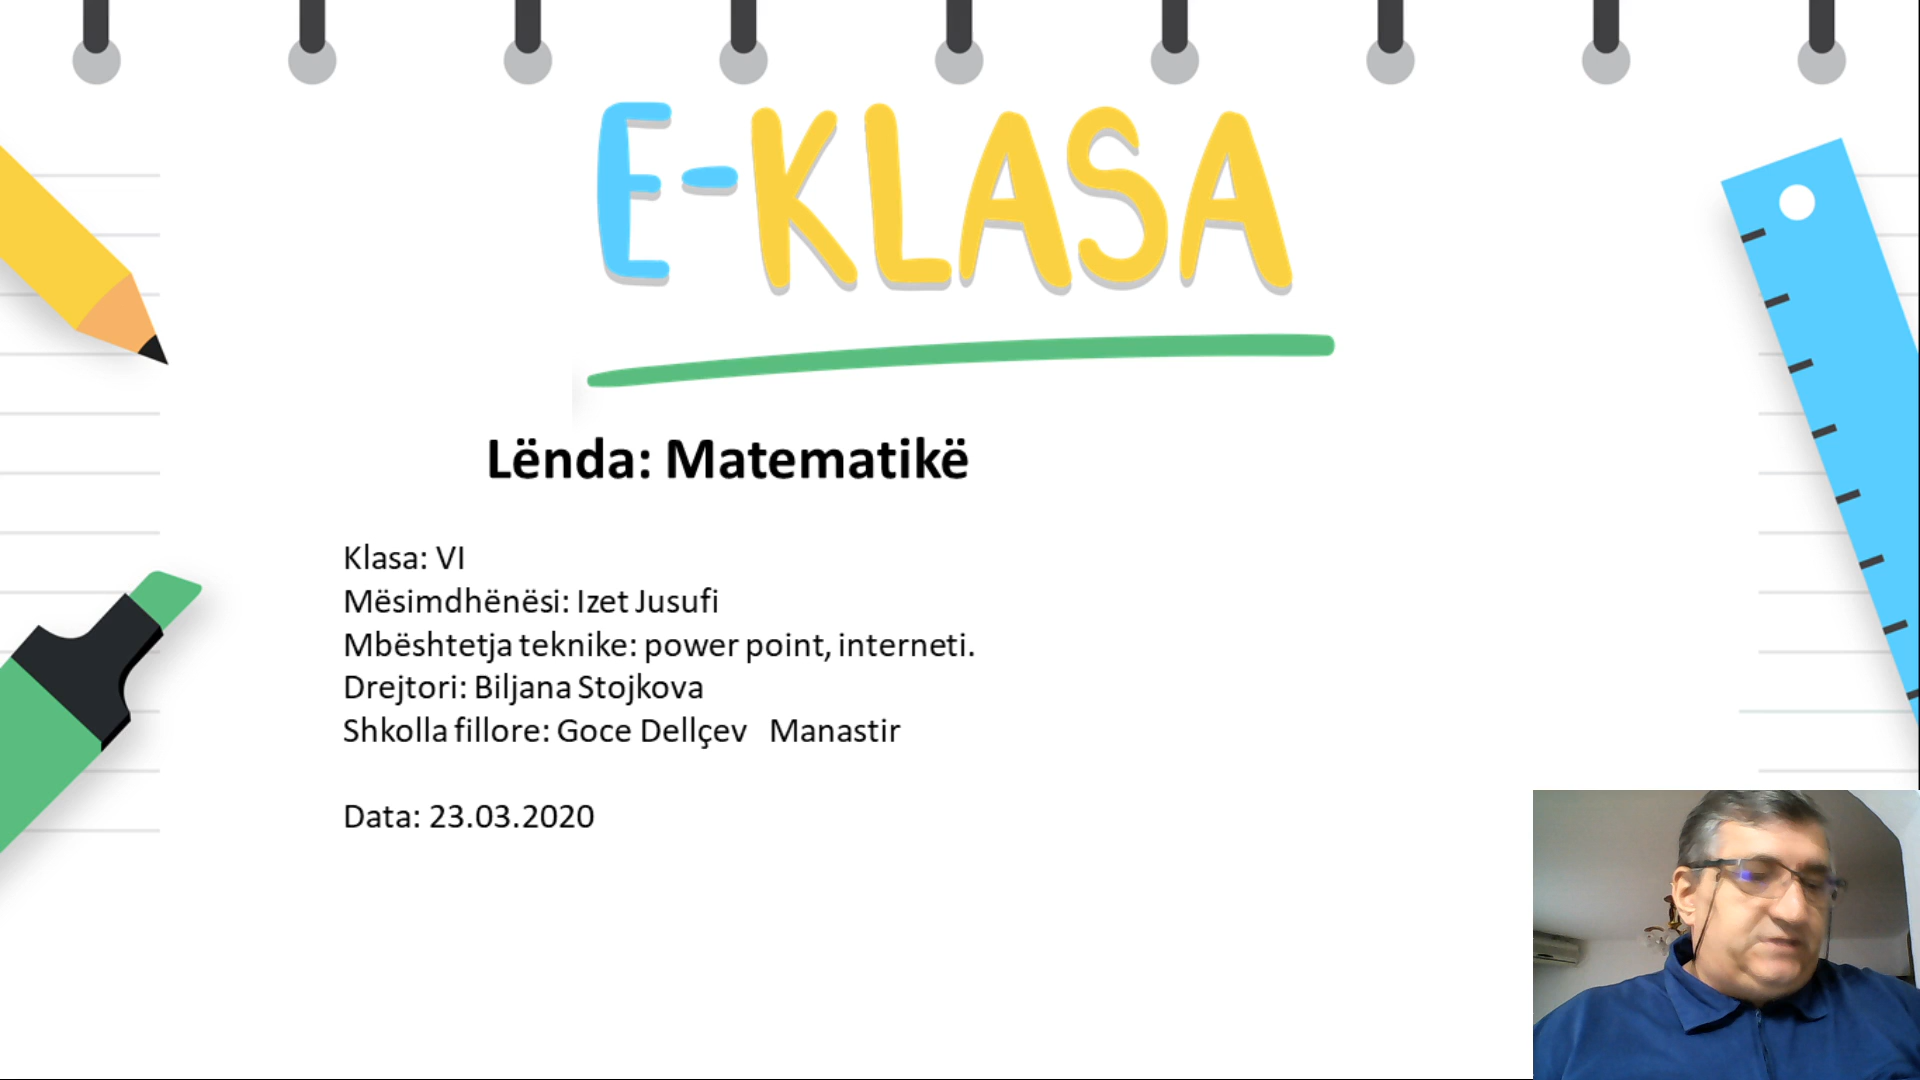 E-KLASA
Lënda: Matematikë
Klasa: VI
Mësimdhënësi: Izet Jusufi
Mbështetja teknike: power point, interneti.
Drejtori: Biljana Stojkova
Shkolla fillore: Goce Dellçev Manastir
Data: 23.03.2020